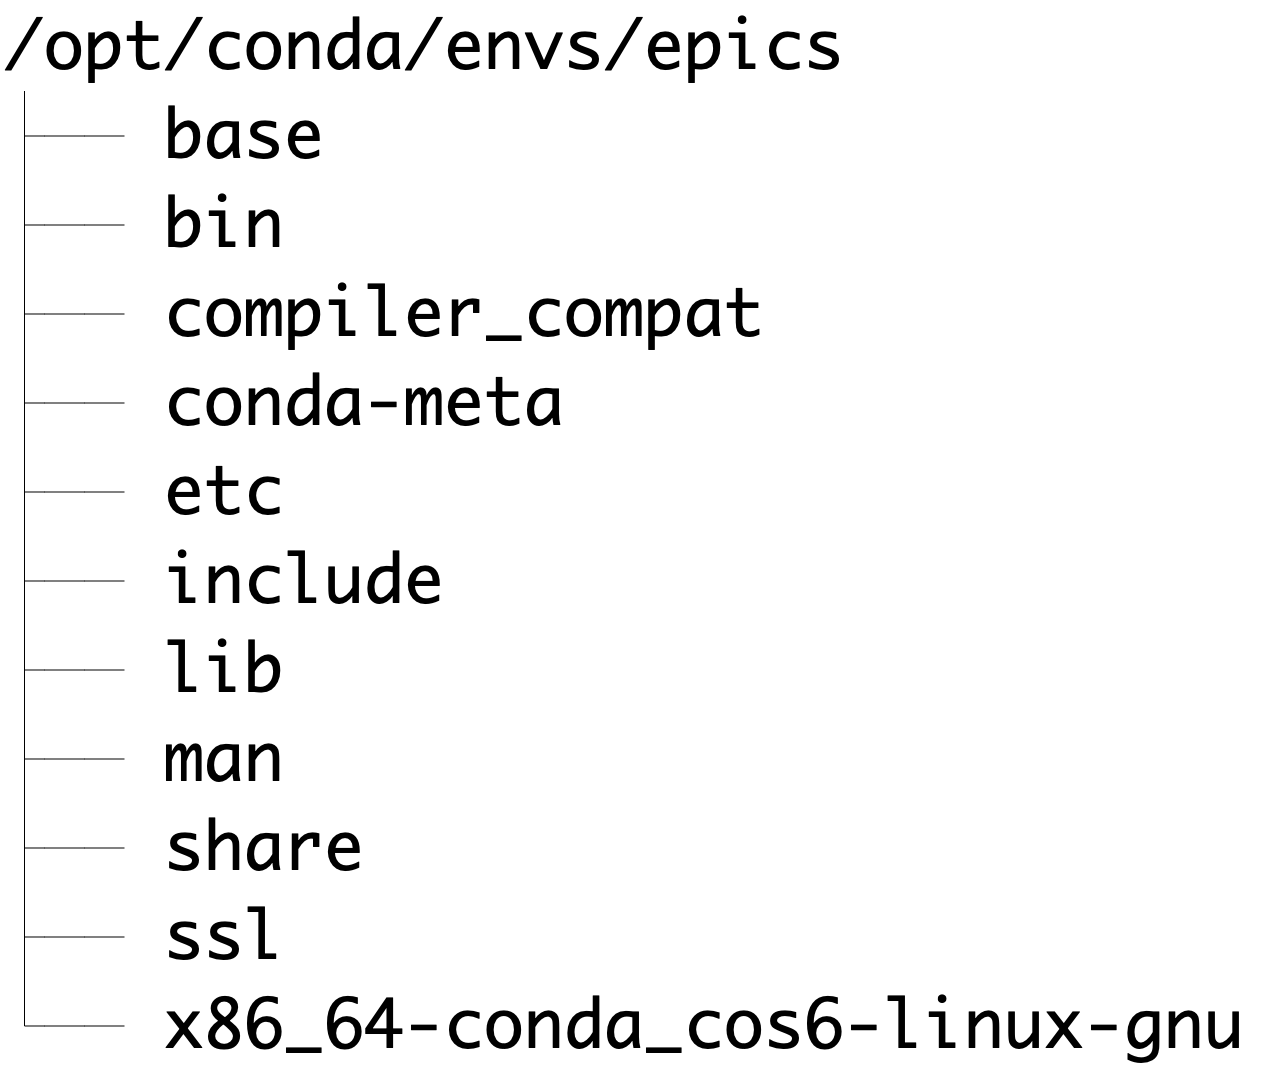 /opt/conda/envs/epics
base
bin
compiler_compat
conda-meta
etc
include
lib
man
share
ssl
x86_64-conda_cos6-linux-gnu